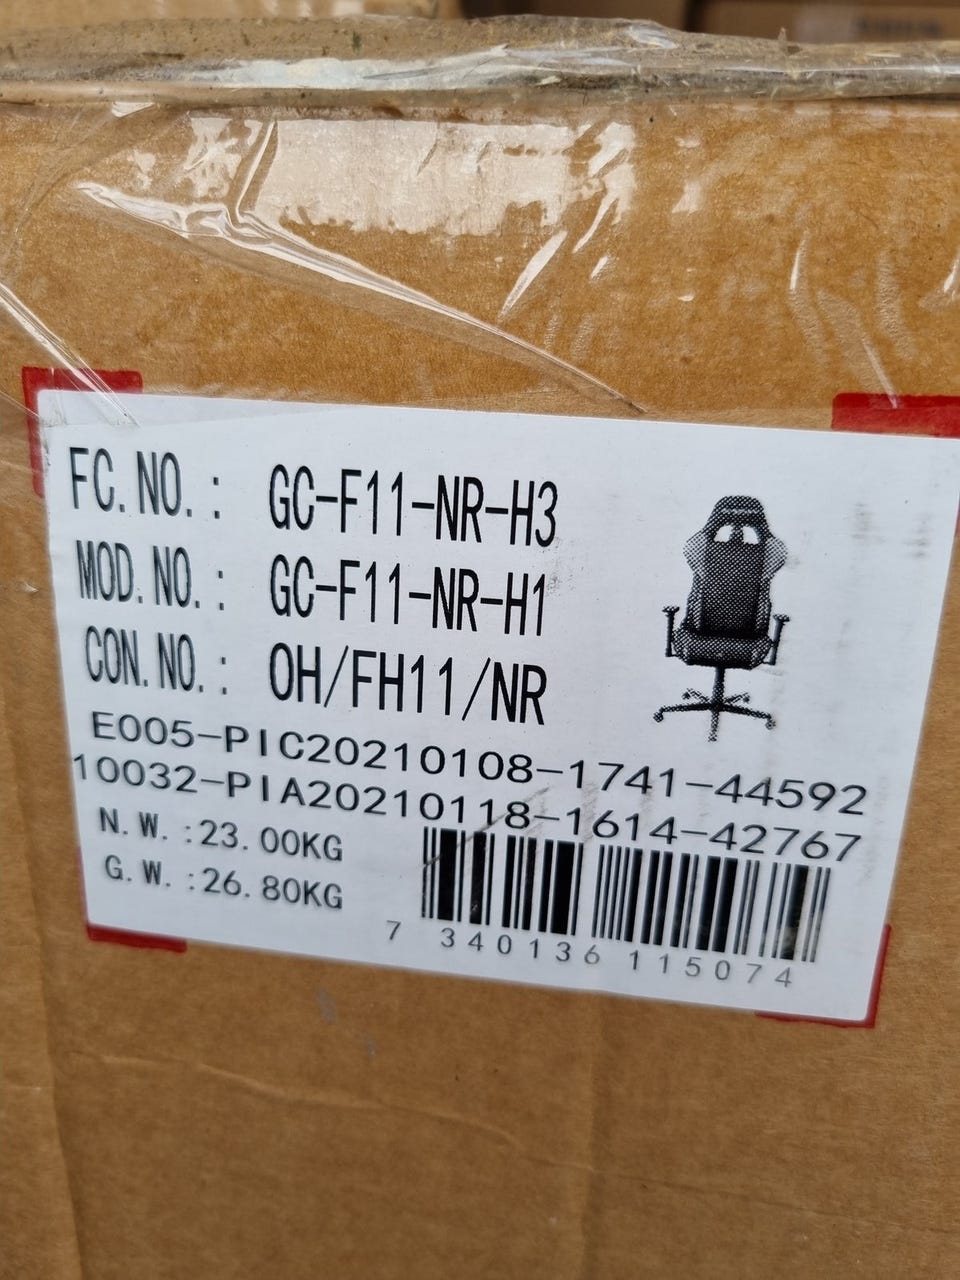 FC.NO.: GC-F11-NR-H3
MOD.NO.: GC-F11-NR-H1
CON.NO.: OH/FH11/NR
E005-PIC20210108-1741-44592
10032-PIA20210118-1614-42767
N.W.:23.00KG
G.W.:26.80KG
7 340136 115074